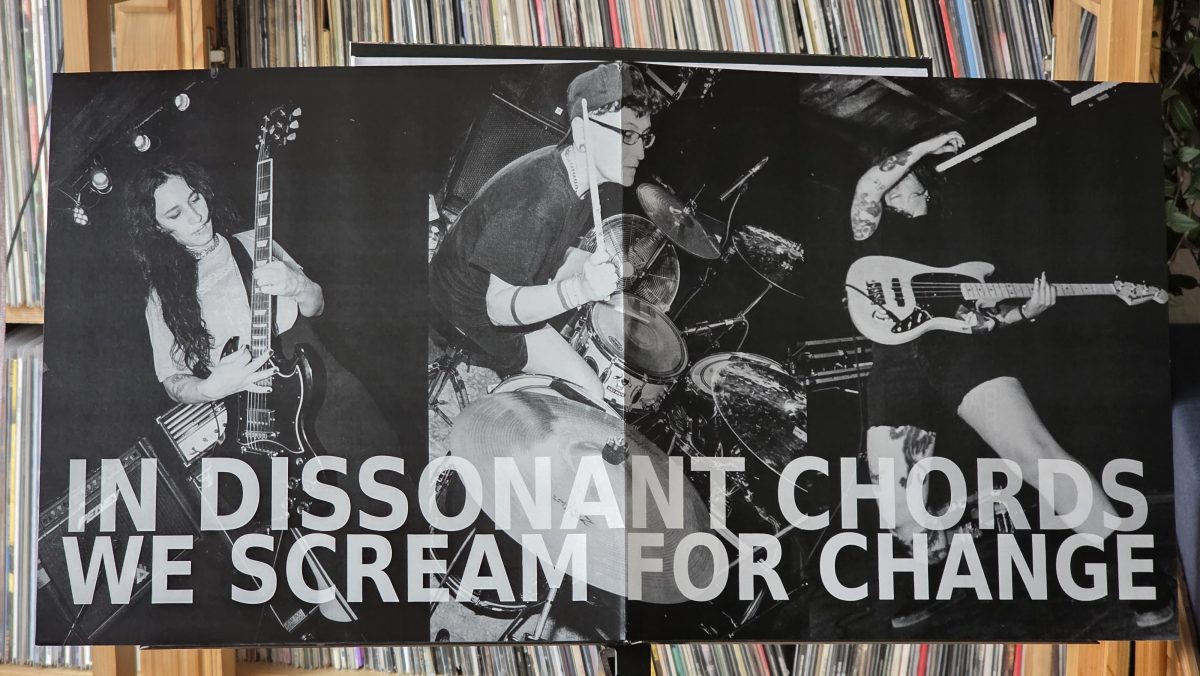 IN DISSONANT CHORDS
WE SCREAM FOR CHANGE